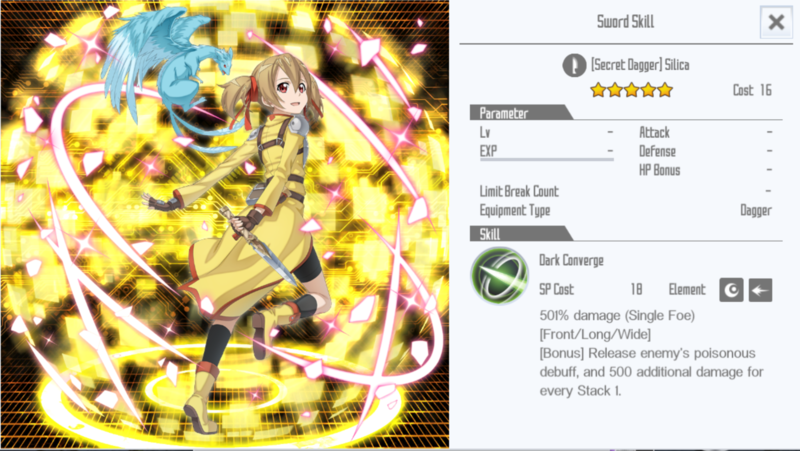 Sword Skill
[Secret Dagger] Silica
Cost 16
Parameter
Lv - Attack -
EXP - Defense -
HP Bonus -
Limit Break Count -
Equipment Type Dagger
Skill
Dark Converge
SP Cost 18 Element
501% damage (Single Foe)
[Front/Long/Wide]
[Bonus] Release enemy's poisonous
debuff, and 500 additional damage for
every Stack 1.